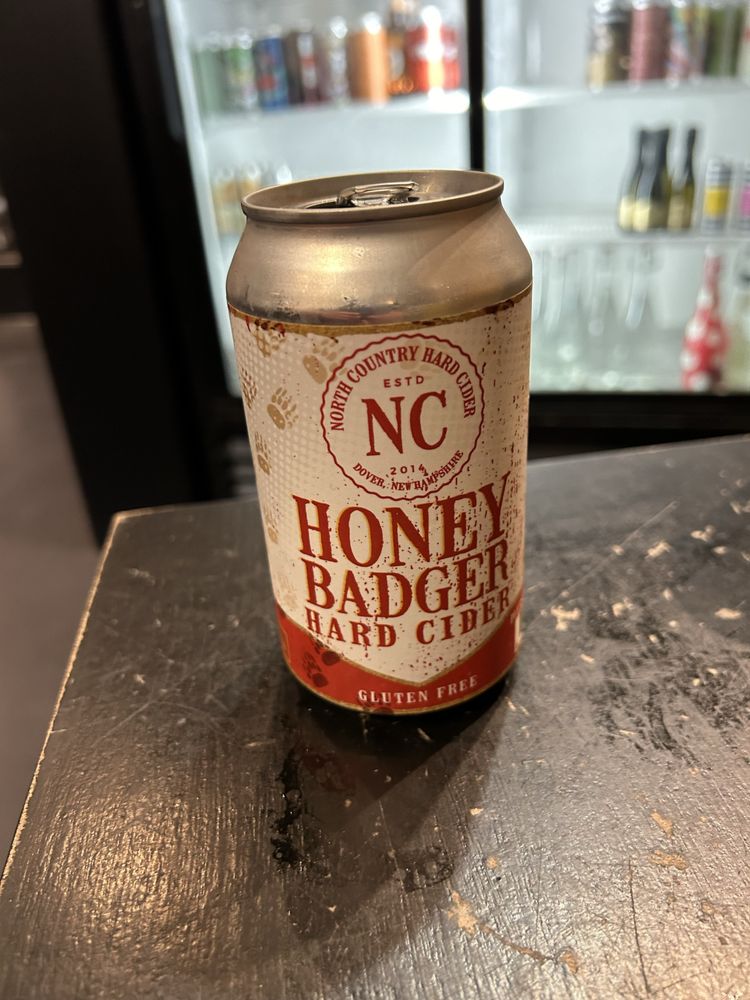 NORTH COUNTRY HARD CIDER
ESTD
NC
2014
DOVER, NEW HAMPSHIRE
HONEY
BADGER
HARD CIDER
GLUTEN FREE